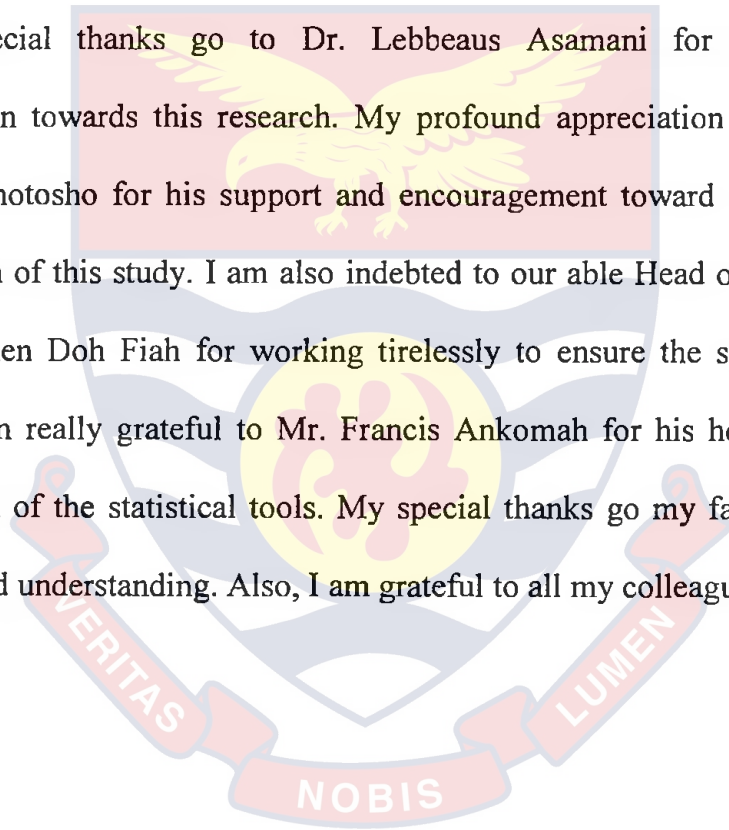 ecial thanks go to Dr. Lebbeaus Asamani for
n towards this research. My profound appreciation
notosho for his support and encouragement toward
of this study. I am also indebted to our able Head o
en Doh Fiah for working tirelessly to ensure the s
n really grateful to Mr. Francis Ankomah for his he
of the statistical tools. My special thanks go my fa
d understanding. Also, I am grateful to all my colleagu
VERITAS
NOBIS
LUMEN